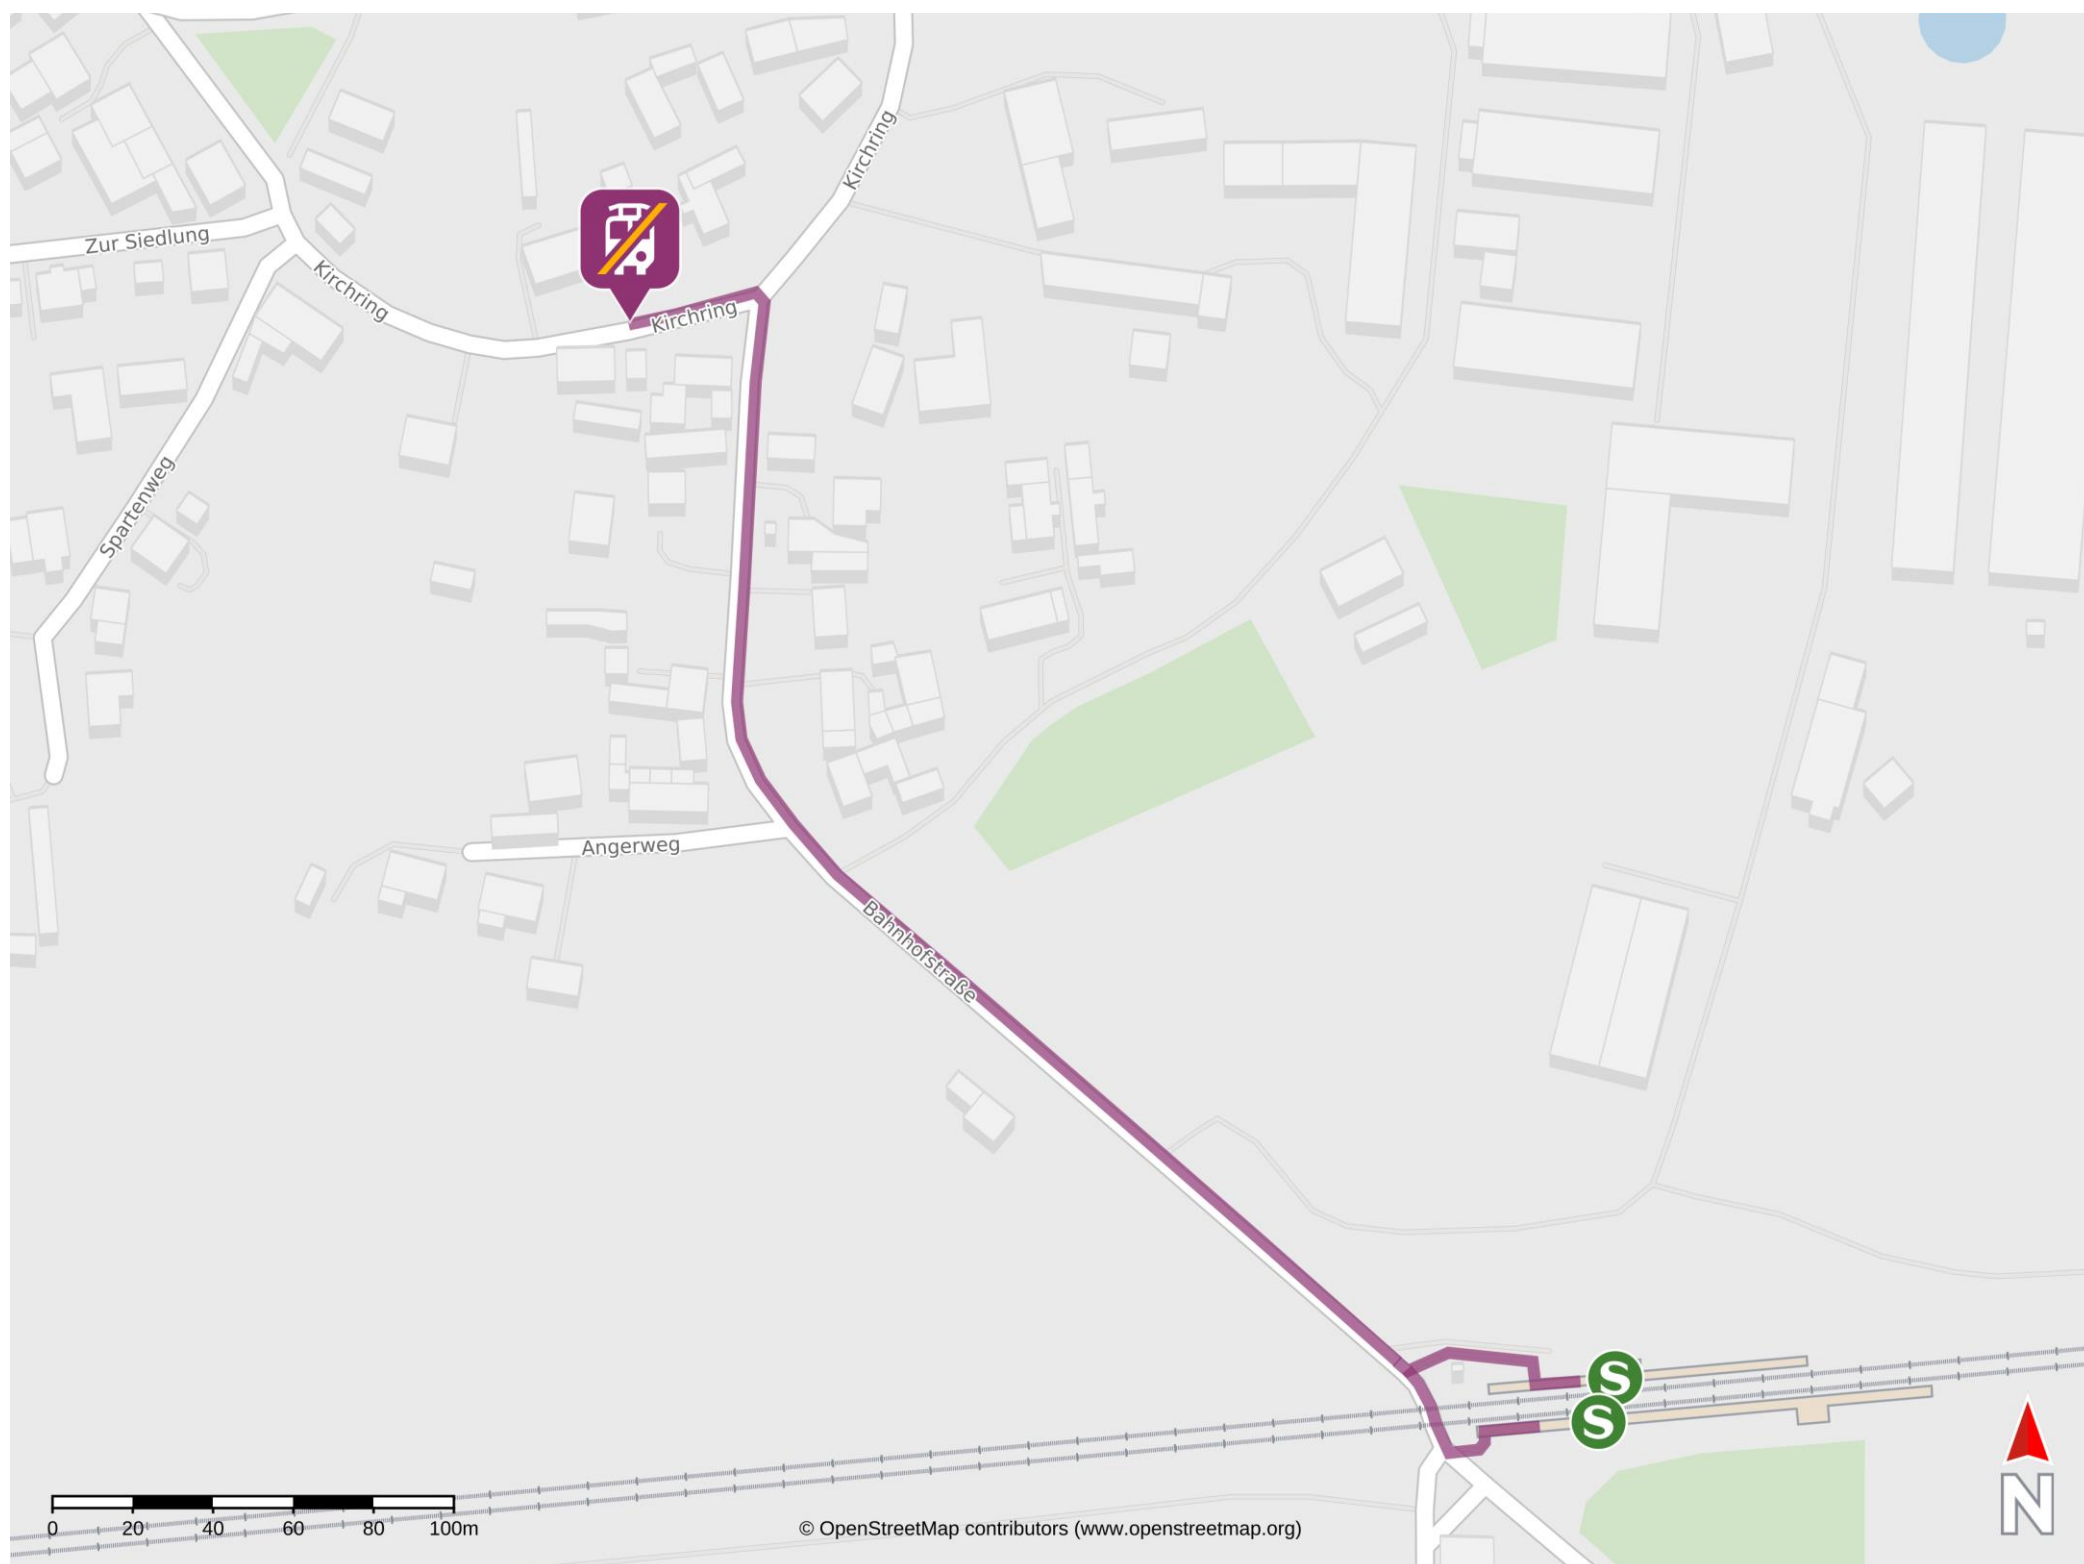 Kirchring
Zur Siedlung
Kirchring
Kirchring
Spartenweg
Angerweg
Bahnhofstraße
S
S
0 20 40 60 80 100m
© OpenStreetMap contributors (www.openstreetmap.org)
N